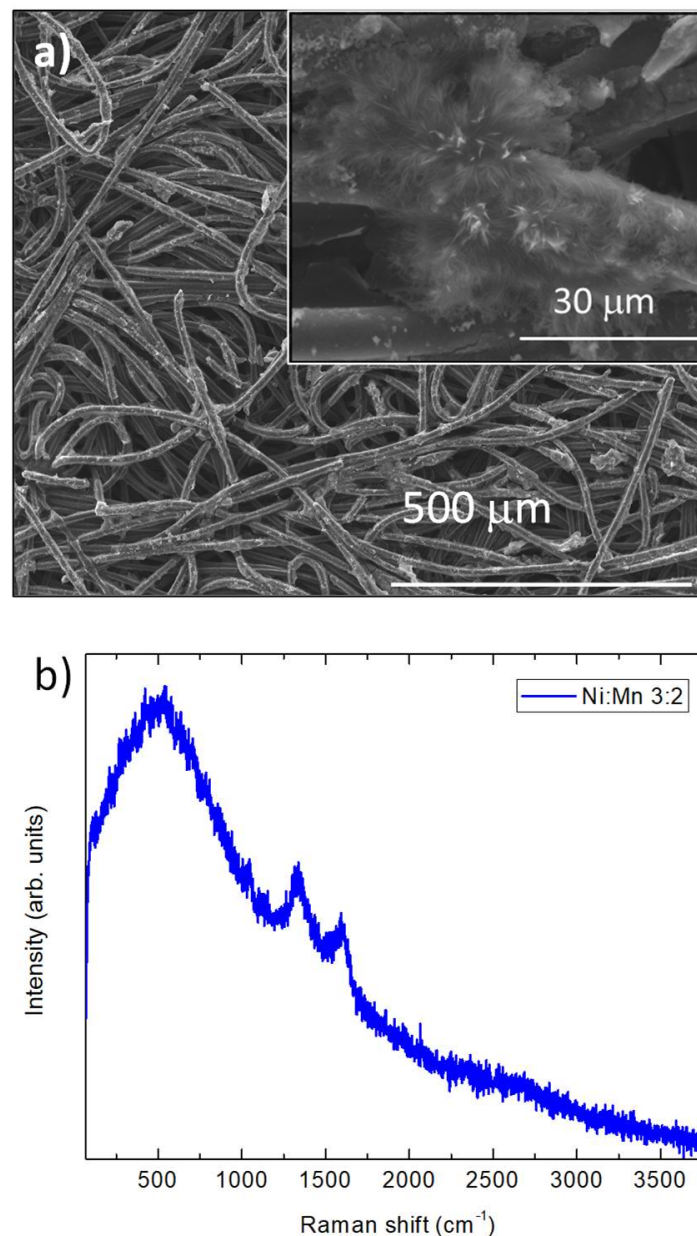 a)
30 μm
500 μm
b)
Ni:Mn 3:2
Intensity (arb. units)
500 1000 1500 2000 2500 3000 3500
Raman shift (cm⁻¹)